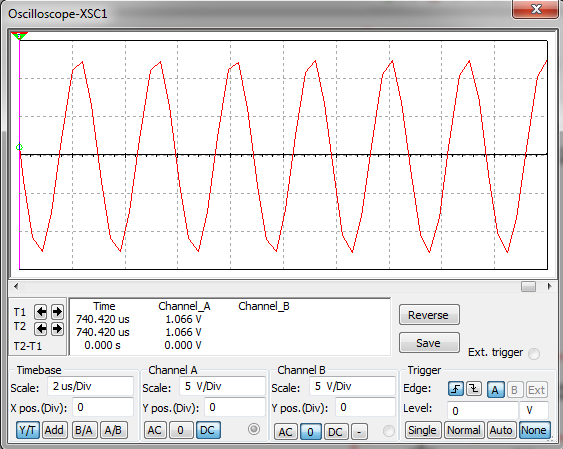 Oscilloscope-XSC1
Time Channel_A Channel_B
T1 740.420 us 1.066 V
T2 740.420 us 1.066 V
T2-T1 0.000 s 0.000 V
Reverse
Save
Ext. trigger
Timebase Channel A Channel B Trigger
Scale: 2 us/Div Scale: 5 V/Div Scale: 5 V/Div Edge: A B Ext
X pos.(Div): 0 Y pos.(Div): 0 Y pos.(Div): 0 Level: 0 V
Y/T Add B/A A/B AC 0 DC AC 0 DC - Single Normal Auto None